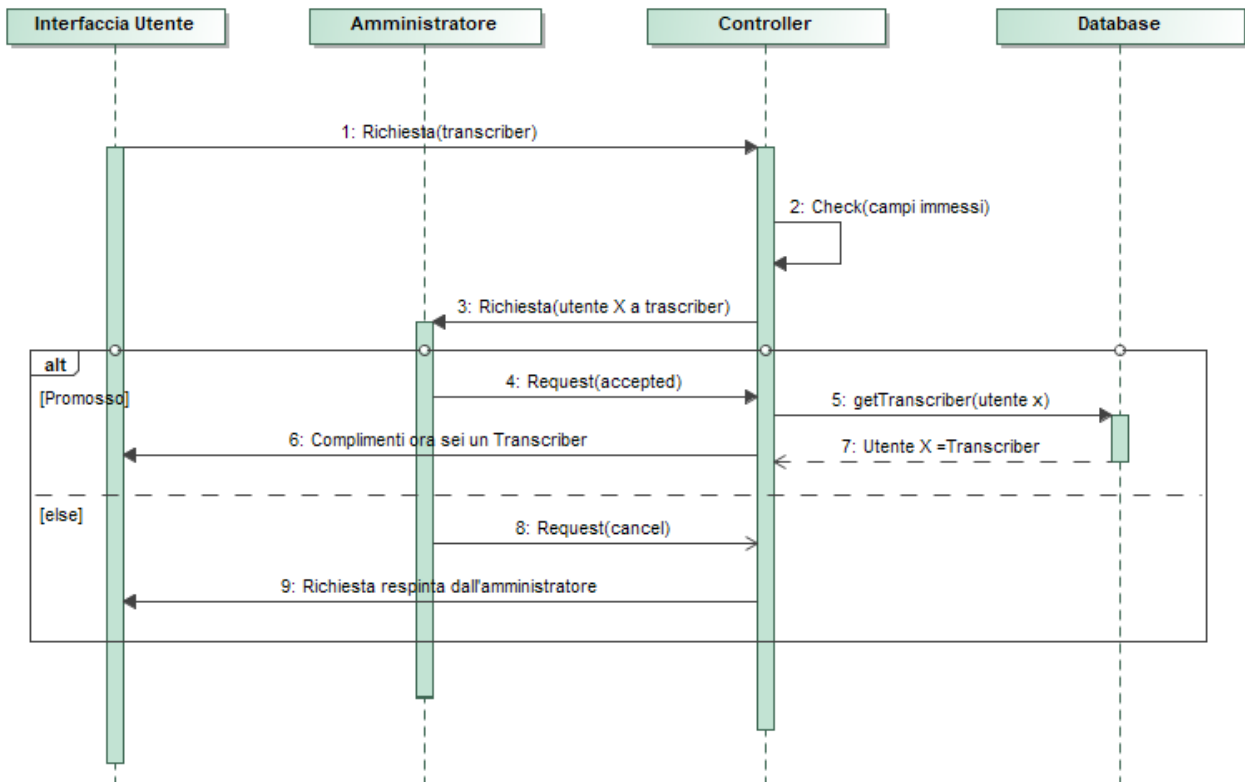 Interfaccia Utente
Amministratore
Controller
Database
1: Richiesta(transcriber)
2: Check(campi immessi)
3: Richiesta(utente X a trascriber)
alt
[Promosso]
4: Request(accepted)
5: getTranscriber(utente x)
6: Complimenti ora sei un Transcriber
7: Utente X =Transcriber
[else]
8: Request(cancel)
9: Richiesta respinta dall'amministratore